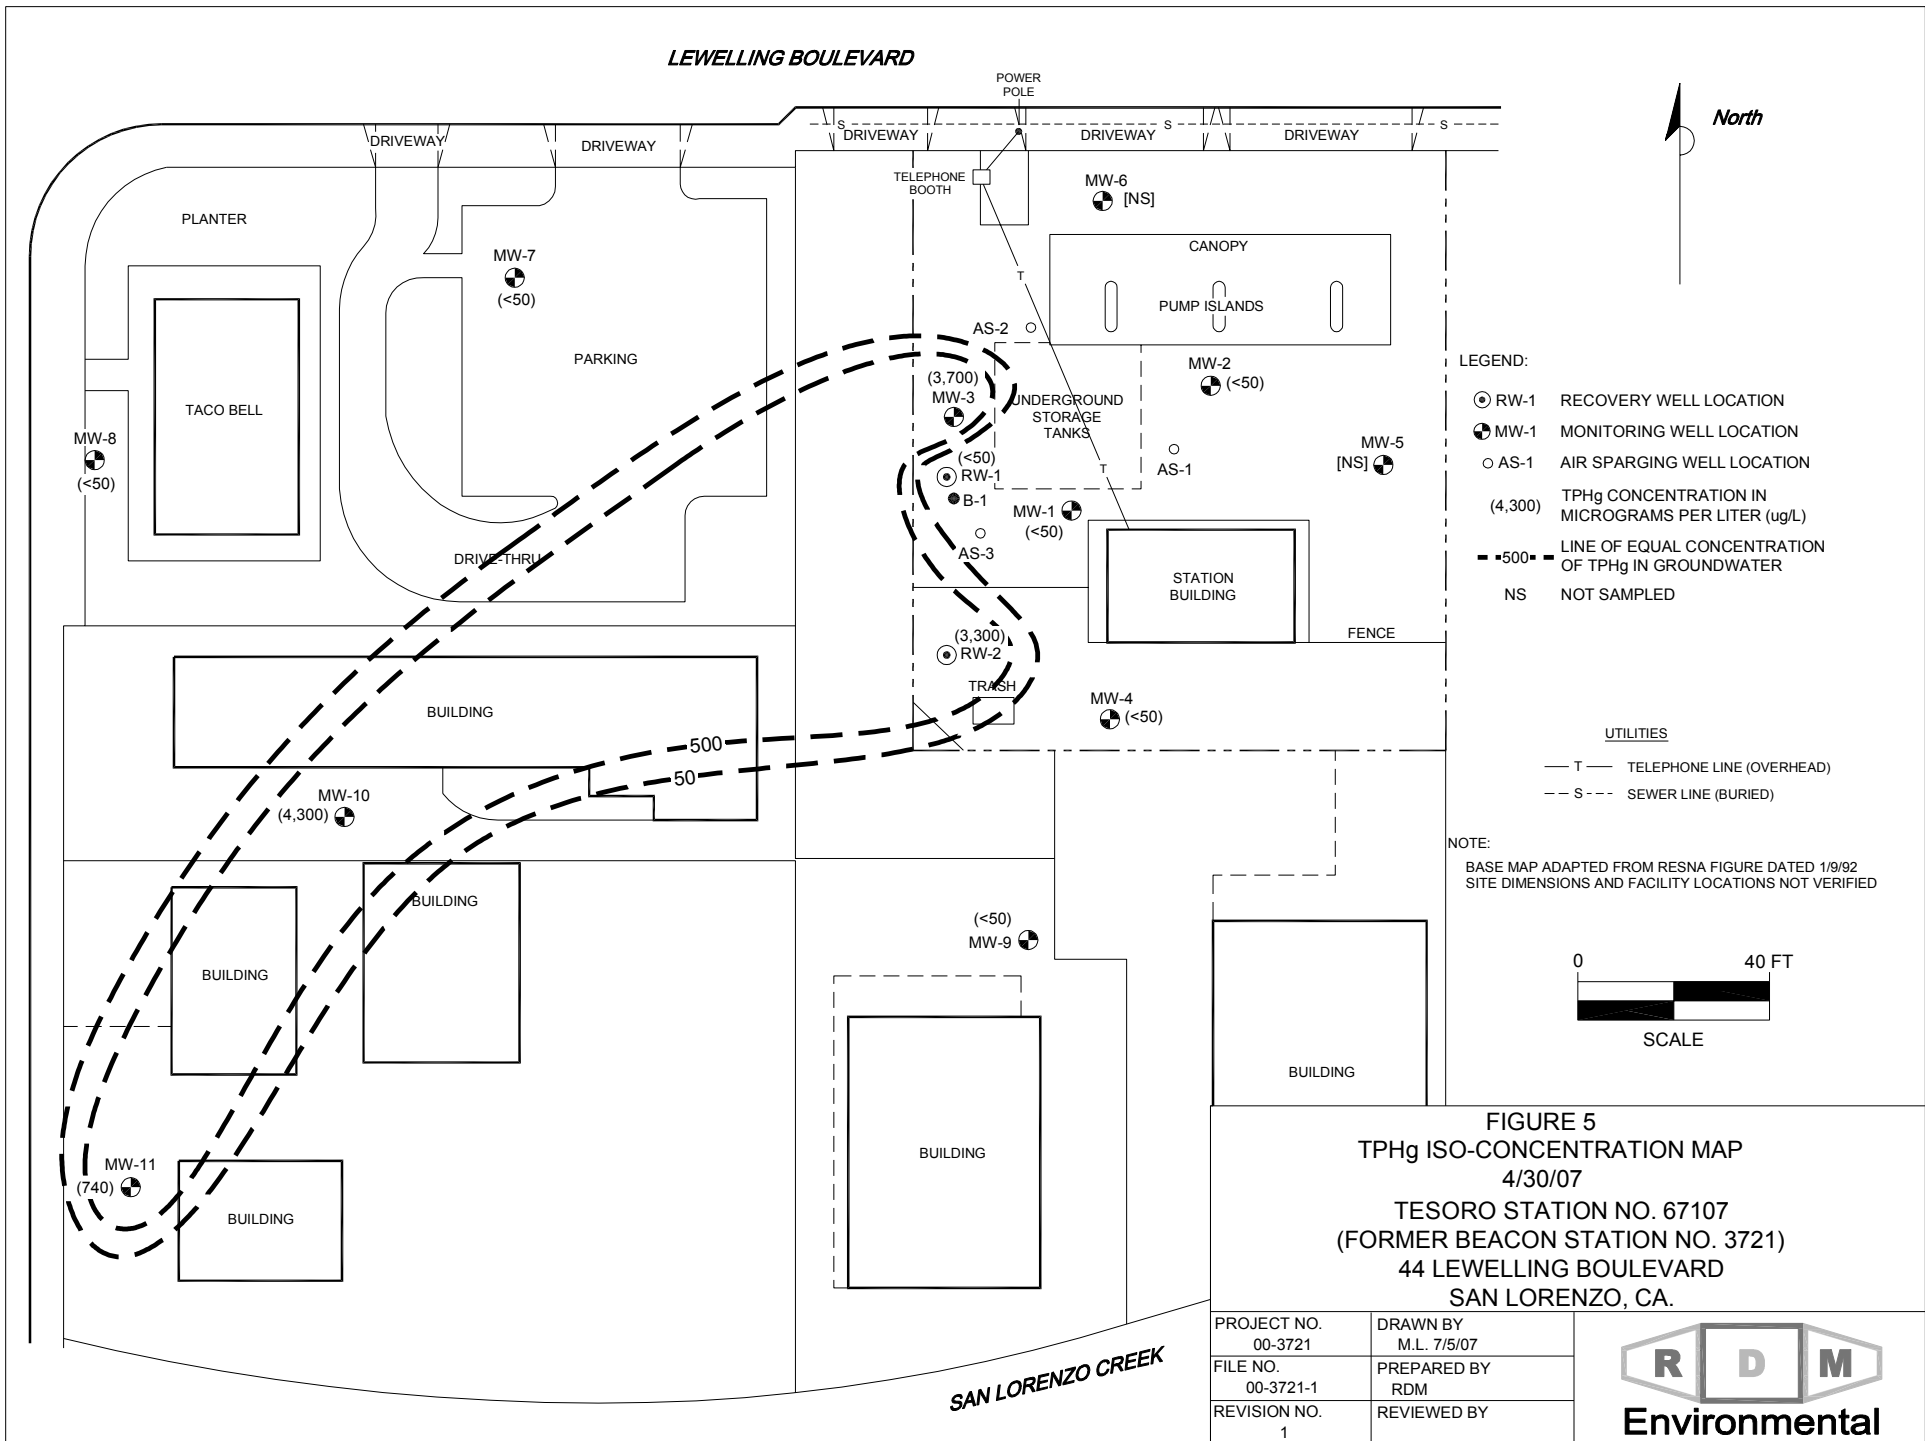 LEWELLING BOULEVARD
POWER
POLE
North
S
S
S
DRIVEWAY
DRIVEWAY
DRIVEWAY
DRIVEWAY
DRIVEWAY
TELEPHONE
BOOTH
MW-6
[NS]
PLANTER
CANOPY
MW-7
(<50)
T
PUMP ISLANDS
AS-2
PARKING
MW-2
(<50)
(3,700)
MW-3
UNDERGROUND
STORAGE
TANKS
TACO BELL
MW-8
(<50)
MW-5
[NS]
(<50)
RW-1
T
AS-1
B-1
MW-1
(<50)
AS-3
DRIVE-THRU
STATION
BUILDING
FENCE
(3,300)
RW-2
TRASH
MW-4
(<50)
BUILDING
500
50
MW-10
(4,300)
BUILDING
BUILDING
(<50)
MW-9
BUILDING
BUILDING
MW-11
(740)
BUILDING
SAN LORENZO CREEK
LEGEND:
RW-1 RECOVERY WELL LOCATION
MW-1 MONITORING WELL LOCATION
AS-1 AIR SPARGING WELL LOCATION
(4,300) TPHg CONCENTRATION IN
MICROGRAMS PER LITER (ug/L)
500 LINE OF EQUAL CONCENTRATION
OF TPHg IN GROUNDWATER
NS NOT SAMPLED
UTILITIES
T TELEPHONE LINE (OVERHEAD)
S SEWER LINE (BURIED)
NOTE:
BASE MAP ADAPTED FROM RESNA FIGURE DATED 1/9/92
SITE DIMENSIONS AND FACILITY LOCATIONS NOT VERIFIED
0 40 FT
SCALE
BUILDING
FIGURE 5
TPHg ISO-CONCENTRATION MAP
4/30/07
TESORO STATION NO. 67107
(FORMER BEACON STATION NO. 3721)
44 LEWELLING BOULEVARD
SAN LORENZO, CA.
PROJECT NO.
00-3721
DRAWN BY
M.L. 7/5/07
FILE NO.
00-3721-1
PREPARED BY
RDM
REVISION NO.
1
REVIEWED BY
R D M
Environmental